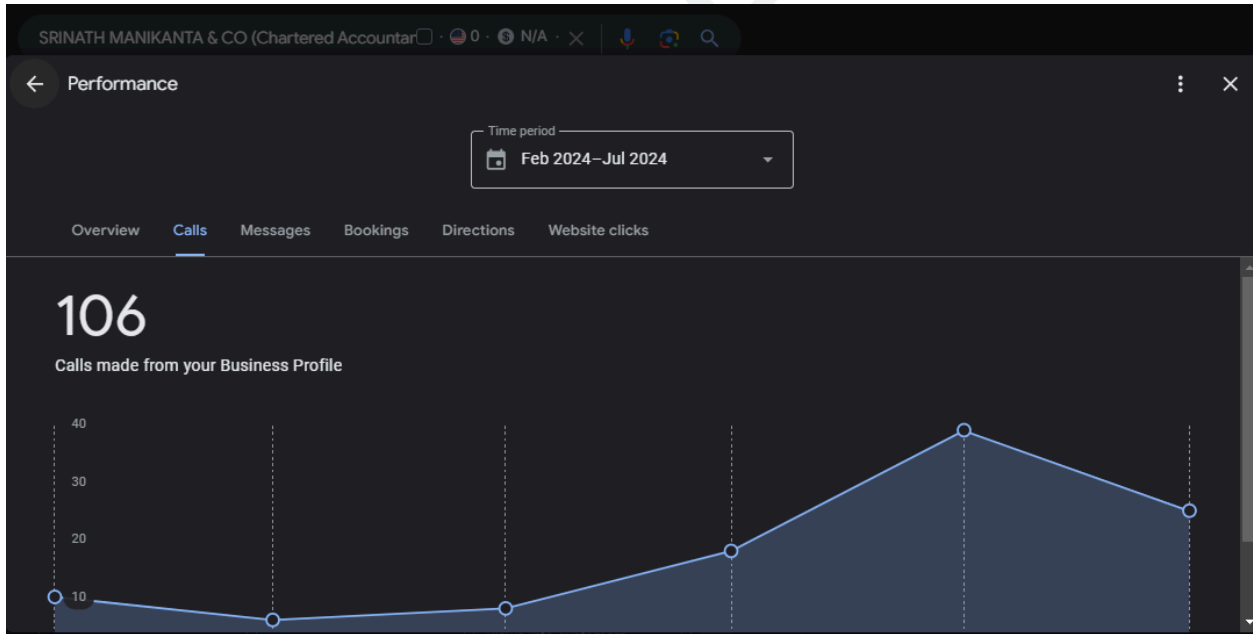 SRINATH MANIKANTA & CO (Chartered Accountar · 0 · N/A ·
Performance
Time period
Feb 2024–Jul 2024
Overview Calls Messages Bookings Directions Website clicks
106
Calls made from your Business Profile
40
30
20
10